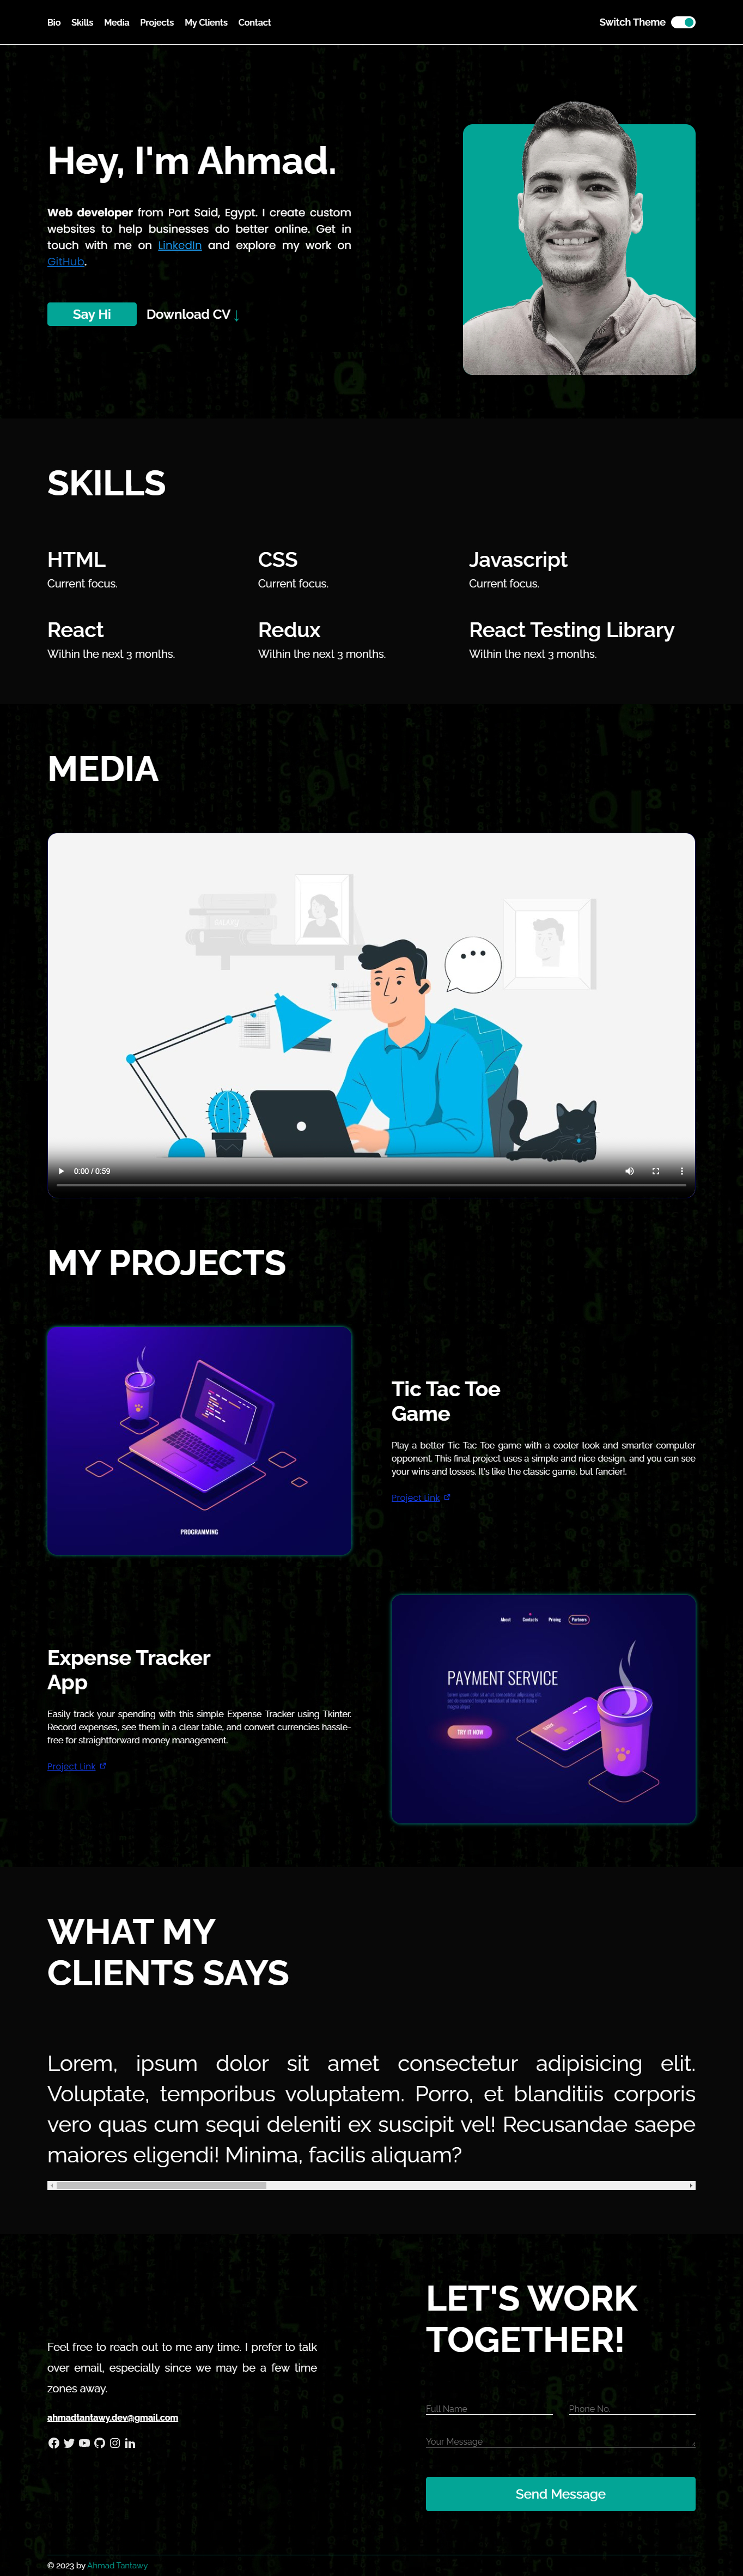 Bio Skills Media Projects My Clients Contact Switch Theme
Hey, I'm Ahmad.
Web developer from Port Said, Egypt. I create custom
websites to help businesses do better online. Get in
touch with me on LinkedIn and explore my work on
GitHub.
Say Hi Download CV ↓
SKILLS
HTML
Current focus.
CSS
Current focus.
Javascript
Current focus.
React
Within the next 3 months.
Redux
Within the next 3 months.
React Testing Library
Within the next 3 months.
MEDIA
0:00 / 0:59
MY PROJECTS
PROGRAMMING
Tic Tac Toe
Game
Play a better Tic Tac Toe game with a cooler look and smarter computer
opponent. This final project uses a simple and nice design, and you can see
your wins and losses. It's like the classic game, but fancier!.
Project Link
Expense Tracker
App
Easily track your spending with this simple Expense Tracker using Tkinter.
Record expenses, see them in a clear table, and convert currencies hassle-
free for straightforward money management.
Project Link
About Contacts Pricing Partners
PAYMENT SERVICE
TRY IT NOW
WHAT MY
CLIENTS SAYS
Lorem, ipsum dolor sit amet consectetur adipisicing elit.
Voluptate, temporibus voluptatem. Porro, et blanditiis corporis
vero quas cum sequi deleniti ex suscipit vel! Recusandae saepe
maiores eligendi! Minima, facilis aliquam?
Feel free to reach out to me any time. I prefer to talk
over email, especially since we may be a few time
zones away.
ahmadtantawy.dev@gmail.com
LET'S WORK
TOGETHER!
Full Name Phone No.
Your Message
Send Message
© 2023 by Ahmad Tantawy